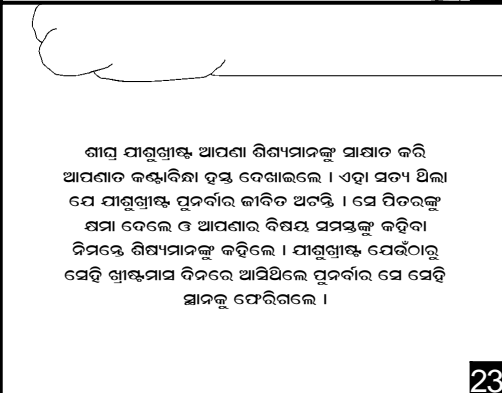 ଶୀଘ୍ର ଯୀଶୁଖ୍ରୀଷ୍ଟ ଆପଣା ଶିଶ୍ୟମାନଙ୍କୁ ସାକ୍ଷାତ କରି
ଆପଣାତ କଣ୍ଟାବିନ୍ଧା ହସ୍ତ ଦେଖାଇଲେ । ଏହା ସତ୍ୟ ଥିଲା
ଯେ ଯୀଶୁଖ୍ରୀଷ୍ଟ ପୁନର୍ବାର ଜୀବିତ ଅଟନ୍ତି । ସେ ପିତରଙ୍କୁ
କ୍ଷମା ଦେଲେ ଓ ଆପଣାର ବିଷୟ ସମସ୍ତଙ୍କୁ କହିବା
ନିମନ୍ତେ ଶିଷ୍ୟମାନଙ୍କୁ କହିଲେ । ଯୀଶୁଖ୍ରୀଷ୍ଟ ଯେଉଁଠାରୁ
ସେହି ଖ୍ରୀଷ୍ଟମାସ ଦିନରେ ଆସିଥିଲେ ପୁନର୍ବାର ସେ ସେହି
ସ୍ଥାନକୁ ଫେରିଗଲେ ।
23